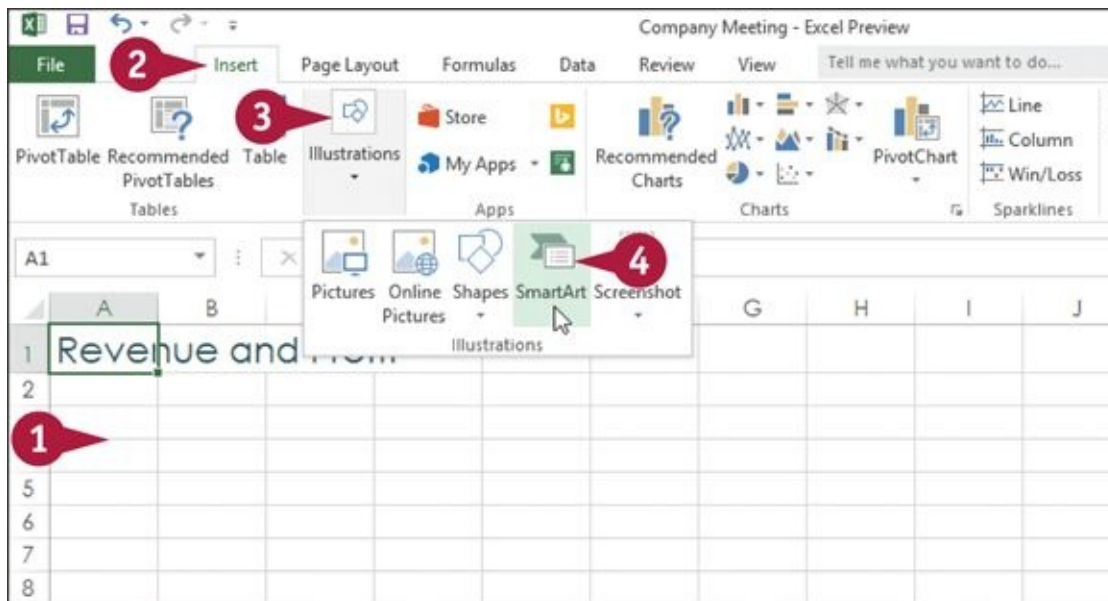 Company Meeting - Excel Preview
File 2 Insert Page Layout Formulas Data Review View Tell me what you want to do...
3
PivotTable Recommended PivotTables Table
Tables
Illustrations
Store
My Apps
Apps
Recommended Charts
PivotChart
Charts
Line
Column
Win/Loss
Sparklines
A1
Pictures Online Pictures Shapes SmartArt Screenshot
4
Illustrations
A B G H I J
1 Revenue and
2
1
5
6
7
8